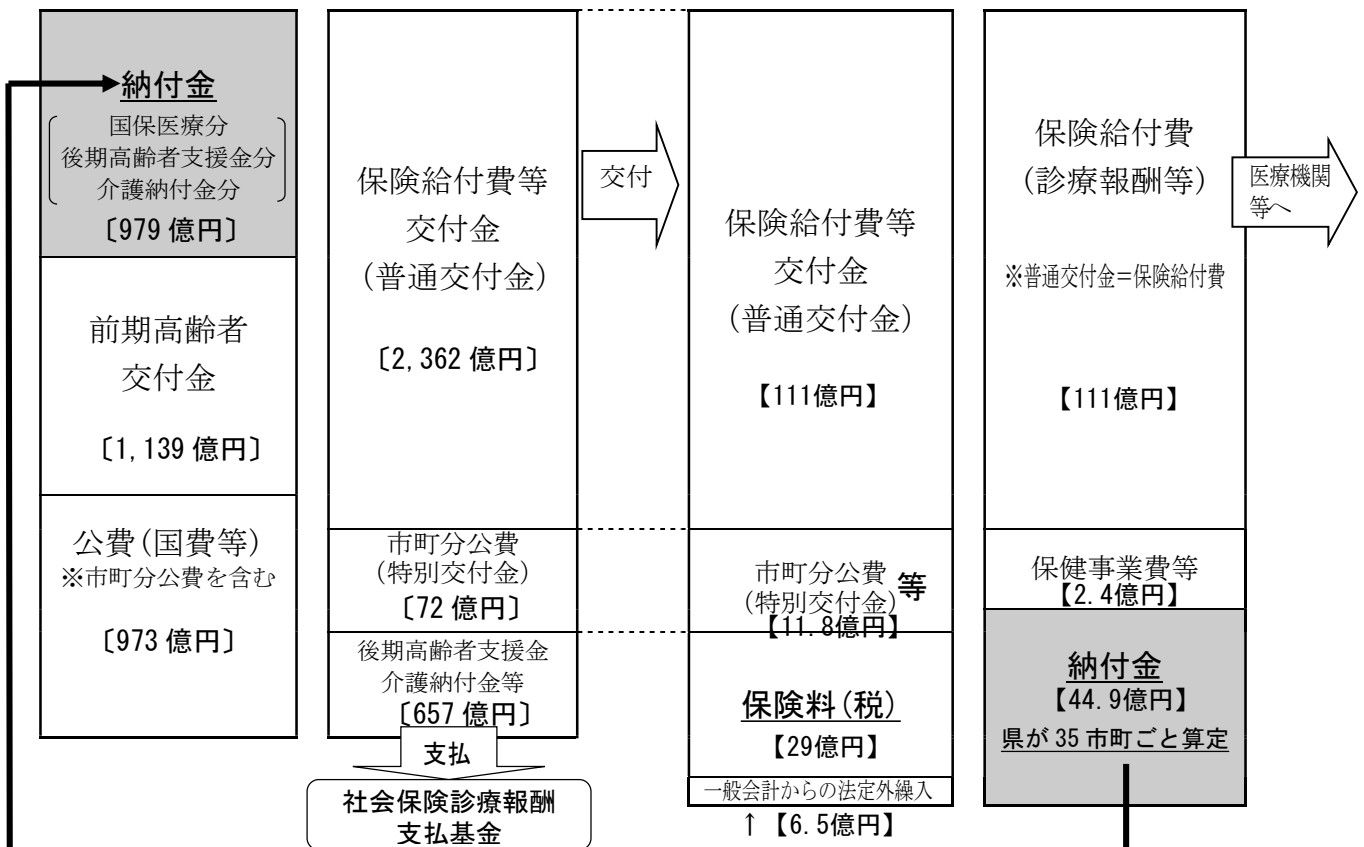 納付金
国保医療分
後期高齢者支援金分
介護納付金分
〔979 億円〕
前期高齢者
交付金
〔1,139 億円〕
公費(国費等)
※市町分公費を含む
〔973 億円〕
保険給付費等
交付金
(普通交付金)
〔2,362 億円〕
市町分公費
(特別交付金)
〔72 億円〕
後期高齢者支援金
介護納付金等
〔657 億円〕
支払
社会保険診療報酬
支払基金
交付
保険給付費等
交付金
(普通交付金)
【111億円】
市町分公費 等
(特別交付金)
【11.8億円】
保険料(税)
【29億円】
一般会計からの法定外繰入
↑【6.5億円】
保険給付費
(診療報酬等)
※普通交付金=保険給付費
【111億円】
保健事業費等
【2.4億円】
納付金
【44.9億円】
県が 35 市町ごと算定
医療機関
等へ